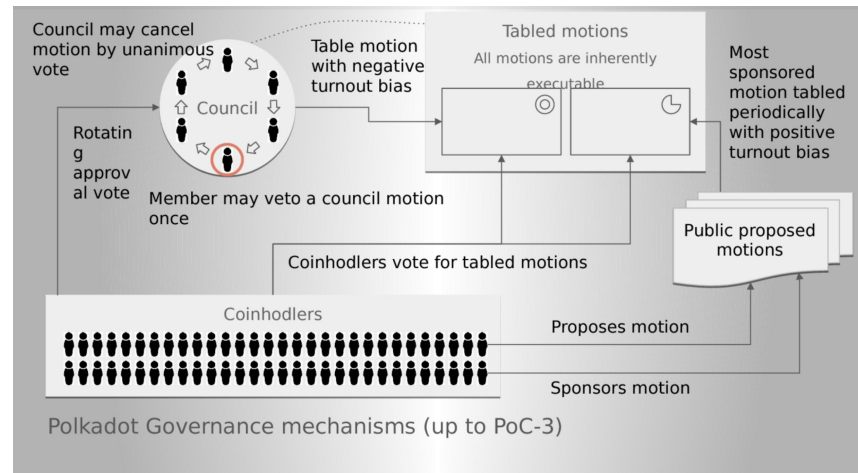 Council may cancel
motion by unanimous
vote
Council
Table motion
with negative
turnout bias
Tabled motions
All motions are inherently
executable
Most
sponsored
motion tabled
periodically
with positive
turnout bias
Rotatin
g
approv
al vote
Member may veto a council motion
once
Public proposed
motions
Coinhodlers vote for tabled motions
Coinhodlers
Proposes motion
Sponsors motion
Polkadot Governance mechanisms (up to PoC-3)